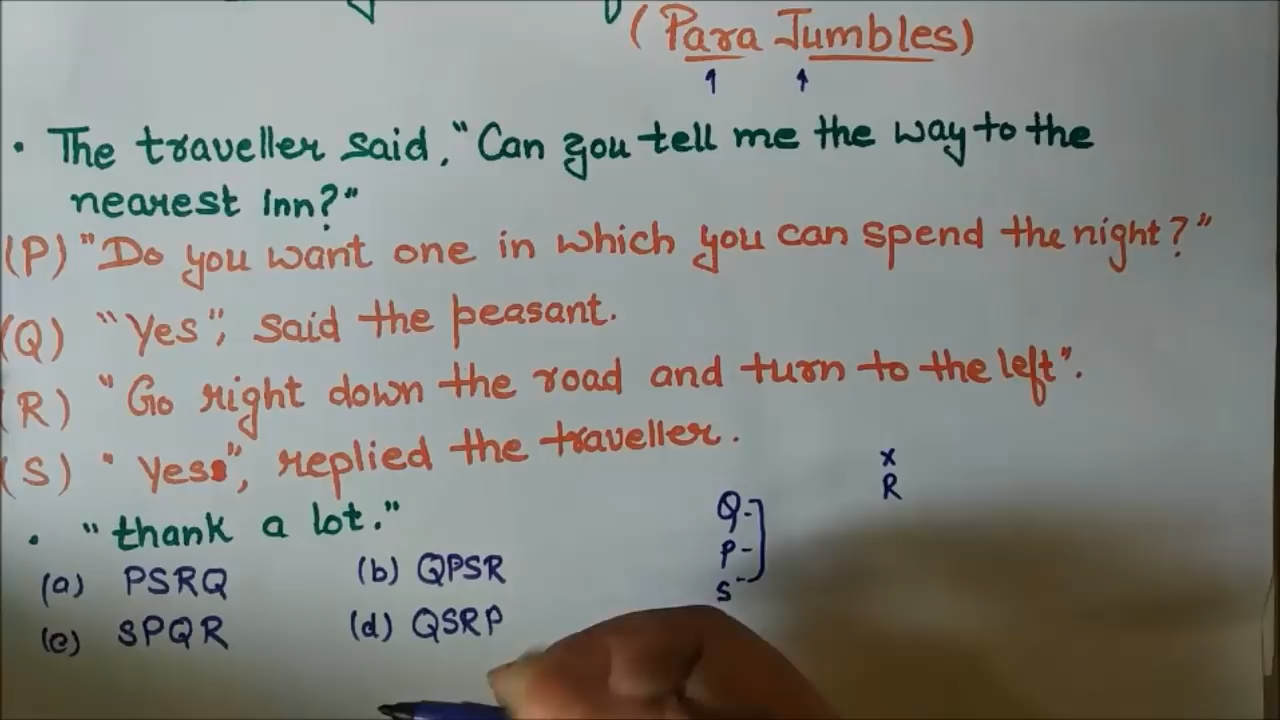 (Para Jumbles)
• The traveller said, "Can you tell me the way to the
nearest inn?"
(P) "Do you want one in which you can spend the night?"
(Q) "Yes", said the peasant.
(R) "Go right down the road and turn to the left".
(S) "Yes", replied the traveller.
• "thank a lot."
(a) PSRQ (b) QPSR
(c) SPQR (d) QSRP
x
R
Q-
P-
S-